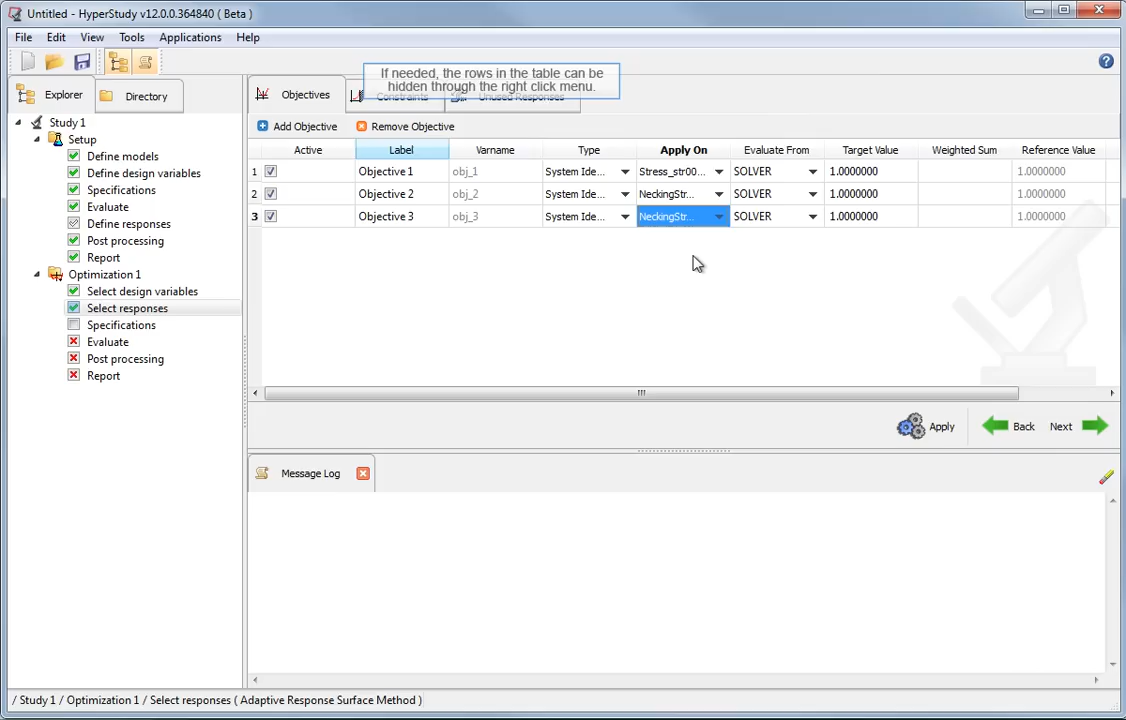 Untitled - HyperStudy v12.0.0.364840 ( Beta )
File Edit View Tools Applications Help
If needed, the rows in the table can be
hidden through the right click menu.
Explorer Directory
Objectives Constraints Unused Responses
Study 1
Setup
Define models
Define design variables
Specifications
Evaluate
Define responses
Post processing
Report
Optimization 1
Select design variables
Select responses
Specifications
Evaluate
Post processing
Report
Add Objective Remove Objective
Active Label Varname Type Apply On Evaluate From Target Value Weighted Sum Reference Value
1 Objective 1 obj_1 System Ide... Stress_str00... SOLVER 1.0000000 1.0000000
2 Objective 2 obj_2 System Ide... NeckingStr... SOLVER 1.0000000 1.0000000
3 Objective 3 obj_3 System Ide... NeckingStr... SOLVER 1.0000000 1.0000000
Apply Back Next
Message Log
/ Study 1 / Optimization 1 / Select responses ( Adaptive Response Surface Method )